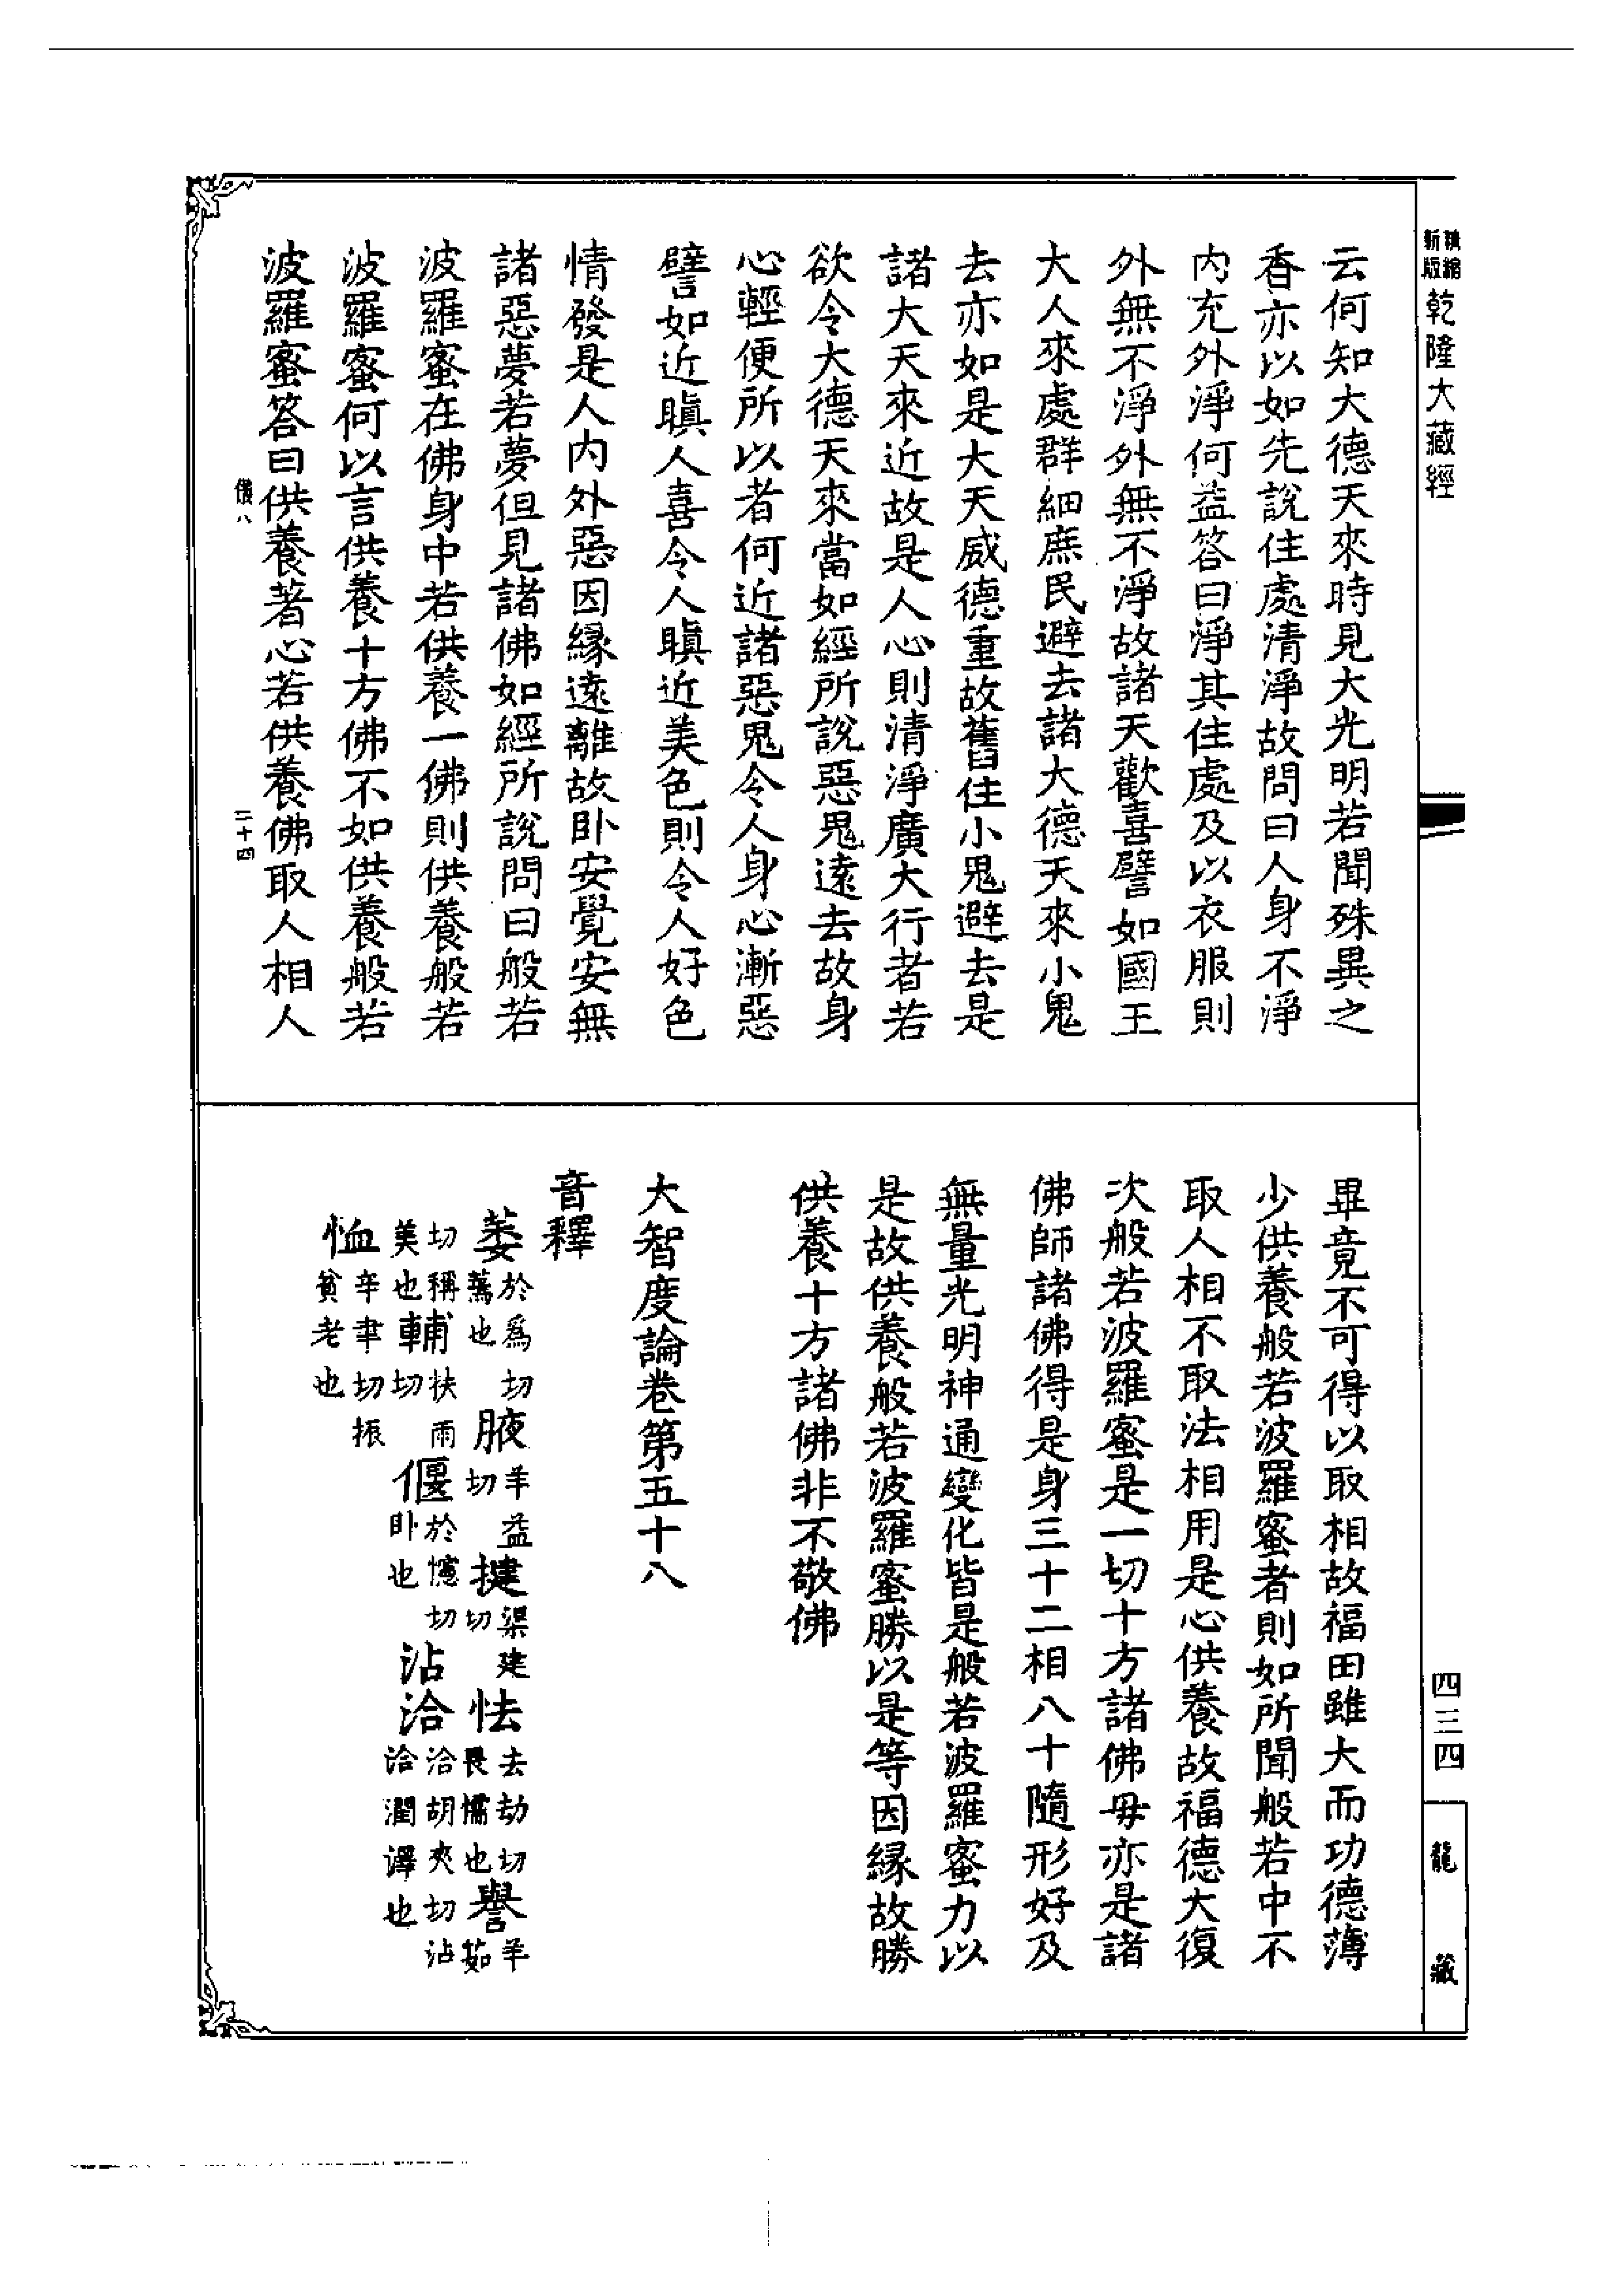 精縮新版
乾隆大藏經
云何知大德天來時見大光明若聞殊異之
香亦以如先說住處清淨故問曰人身不淨
内充外淨何益答曰淨其住處及以衣服則
外無不淨外無不淨故諸天歡喜譬如國王
大人來處群細庶民避去諸大德天來小鬼
去亦如是大天威德重故舊住小鬼避去是
諸大天來近故是人心則清淨廣大行者若
欲令大德天來當如經所說惡鬼遠去故身
心輕便所以者何近諸惡鬼令人身心漸惡
譬如近瞋人喜令人瞋近美色則令人好色
情發是人内外惡因緣遠離故卧安覺安無
諸惡夢若夢但見諸佛如經所說問曰般若
波羅蜜在佛身中若供養一佛則供養般若
波羅蜜何以言供養十方佛不如供養般若
波羅蜜答曰供養著心若供養佛取人相人
儀八
二十四
畢竟不可得以取相故福田雖大而功德薄
少供養般若波羅蜜者則如所聞般若中不
取人相不取法相用是心供養故福德大復
次般若波羅蜜是一切十方諸佛毋亦是諸
佛師諸佛得是身三十二相八十隨形好及
無量光明神通變化皆是般若波羅蜜力以
是故供養般若波羅蜜勝以是等因緣故勝
供養十方諸佛非不敬佛
大智度論卷第五十八
音釋
萎於爲切蔫也 腋羊益切 揵渠建切 怯去劫切畏懦也 譽羊茹
切稱美也 輔扶雨切 偃於幰切卧也 沾洽洽胡夾切沾洽潤澤也
恤辛聿切振貧老也
四三四
龍藏